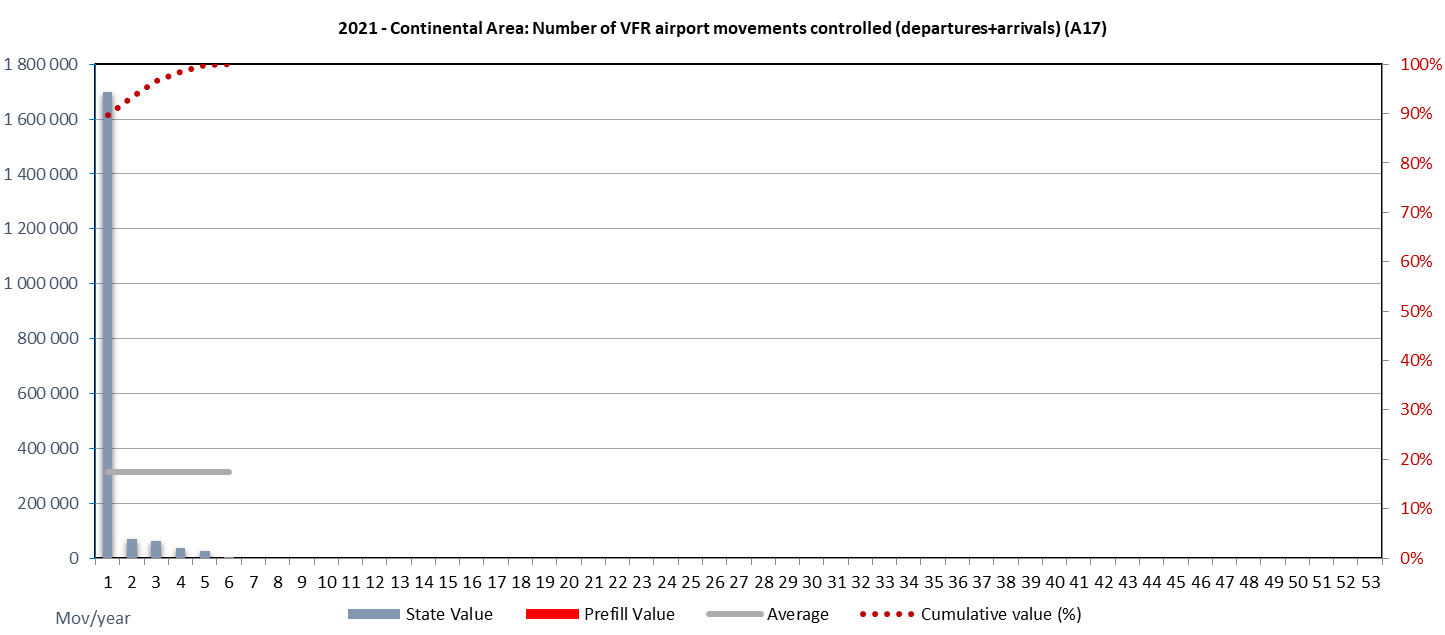 2021 - Continental Area: Number of VFR airport movements controlled (departures+arrivals) (A17)
1 800 000 100%
1 600 000 90%
1 400 000 80%
1 200 000 70%
1 000 000 60%
800 000 50%
600 000 40%
400 000 30%
200 000 20%
0 10%
0%
1 2 3 4 5 6 7 8 9 10 11 12 13 14 15 16 17 18 19 20 21 22 23 24 25 26 27 28 29 30 31 32 33 34 35 36 37 38 39 40 41 42 43 44 45 46 47 48 49 50 51 52 53
Mov/year State Value Prefill Value Average Cumulative value (%)